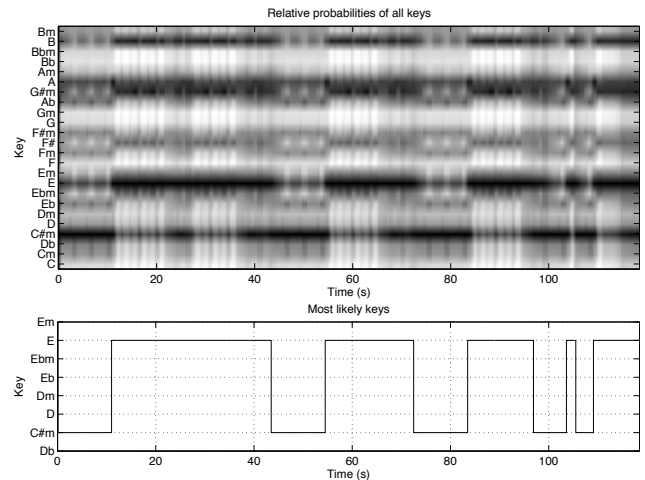 Relative probabilities of all keys
Bm
B
Bbm
Bb
Am
A
G#m
Ab
Gm
G
F#m
F#
Fm
F
Em
E
Ebm
Eb
Dm
D
C#m
Db
Cm
C
Key
0 20 40 60 80 100
Time (s)
Most likely keys
Em
E
Ebm
Eb
Dm
D
C#m
Db
Key
0 20 40 60 80 100
Time (s)